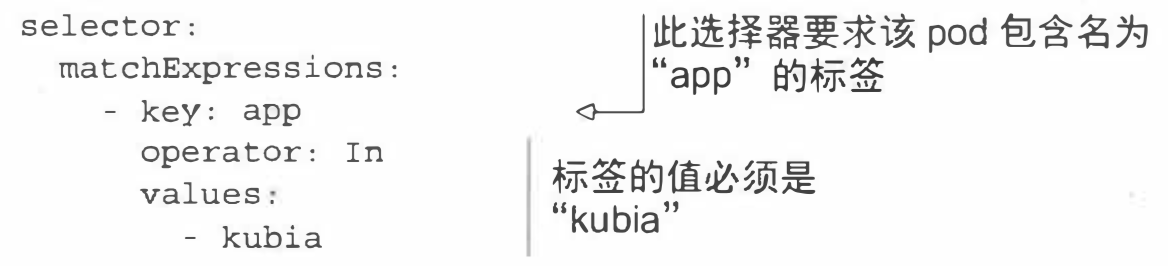 selector:
  matchExpressions:
    - key: app
      operator: In
      values:
        - kubia
此选择器要求该 pod 包含名为
“app” 的标签
标签的值必须是
“kubia”